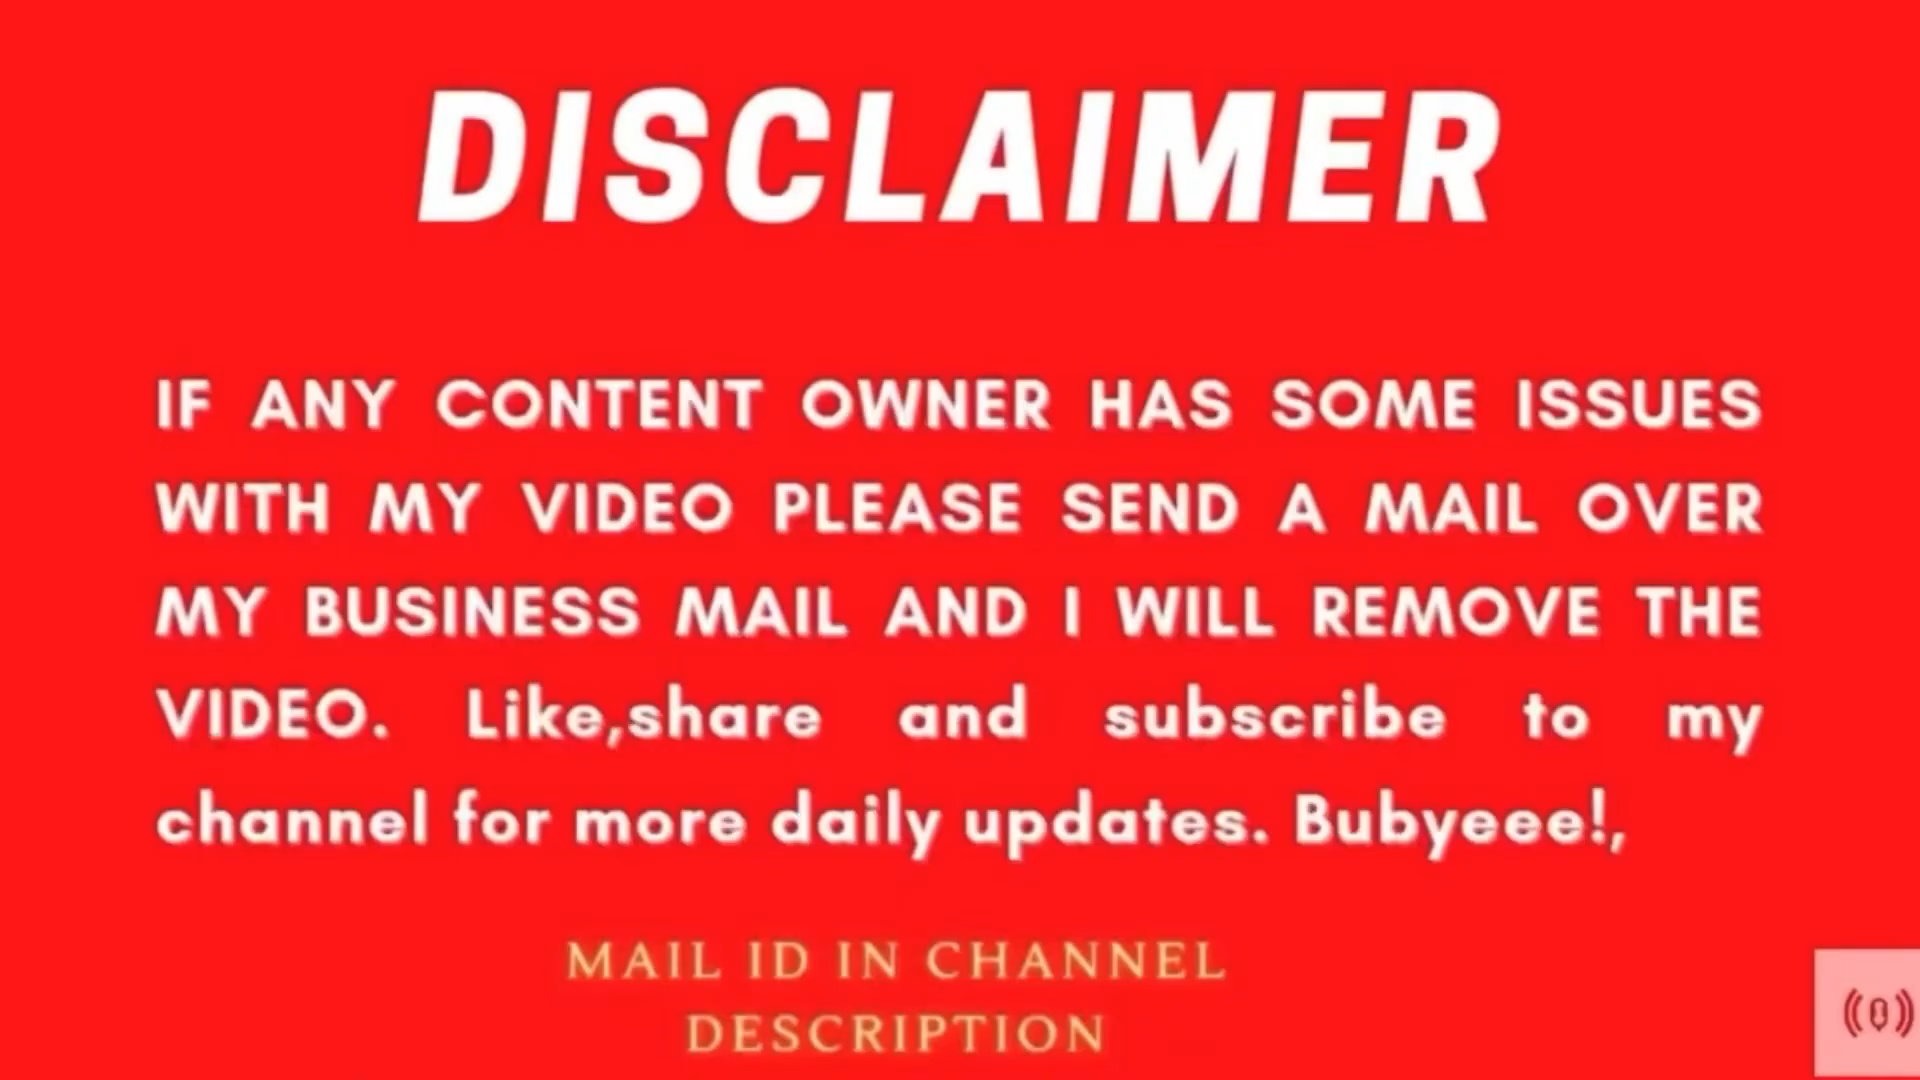 DISCLAIMER
IF ANY CONTENT OWNER HAS SOME ISSUES
WITH MY VIDEO PLEASE SEND A MAIL OVER
MY BUSINESS MAIL AND I WILL REMOVE THE
VIDEO. Like,share and subscribe to my
channel for more daily updates. Bubyeee!,
MAIL ID IN CHANNEL
DESCRIPTION